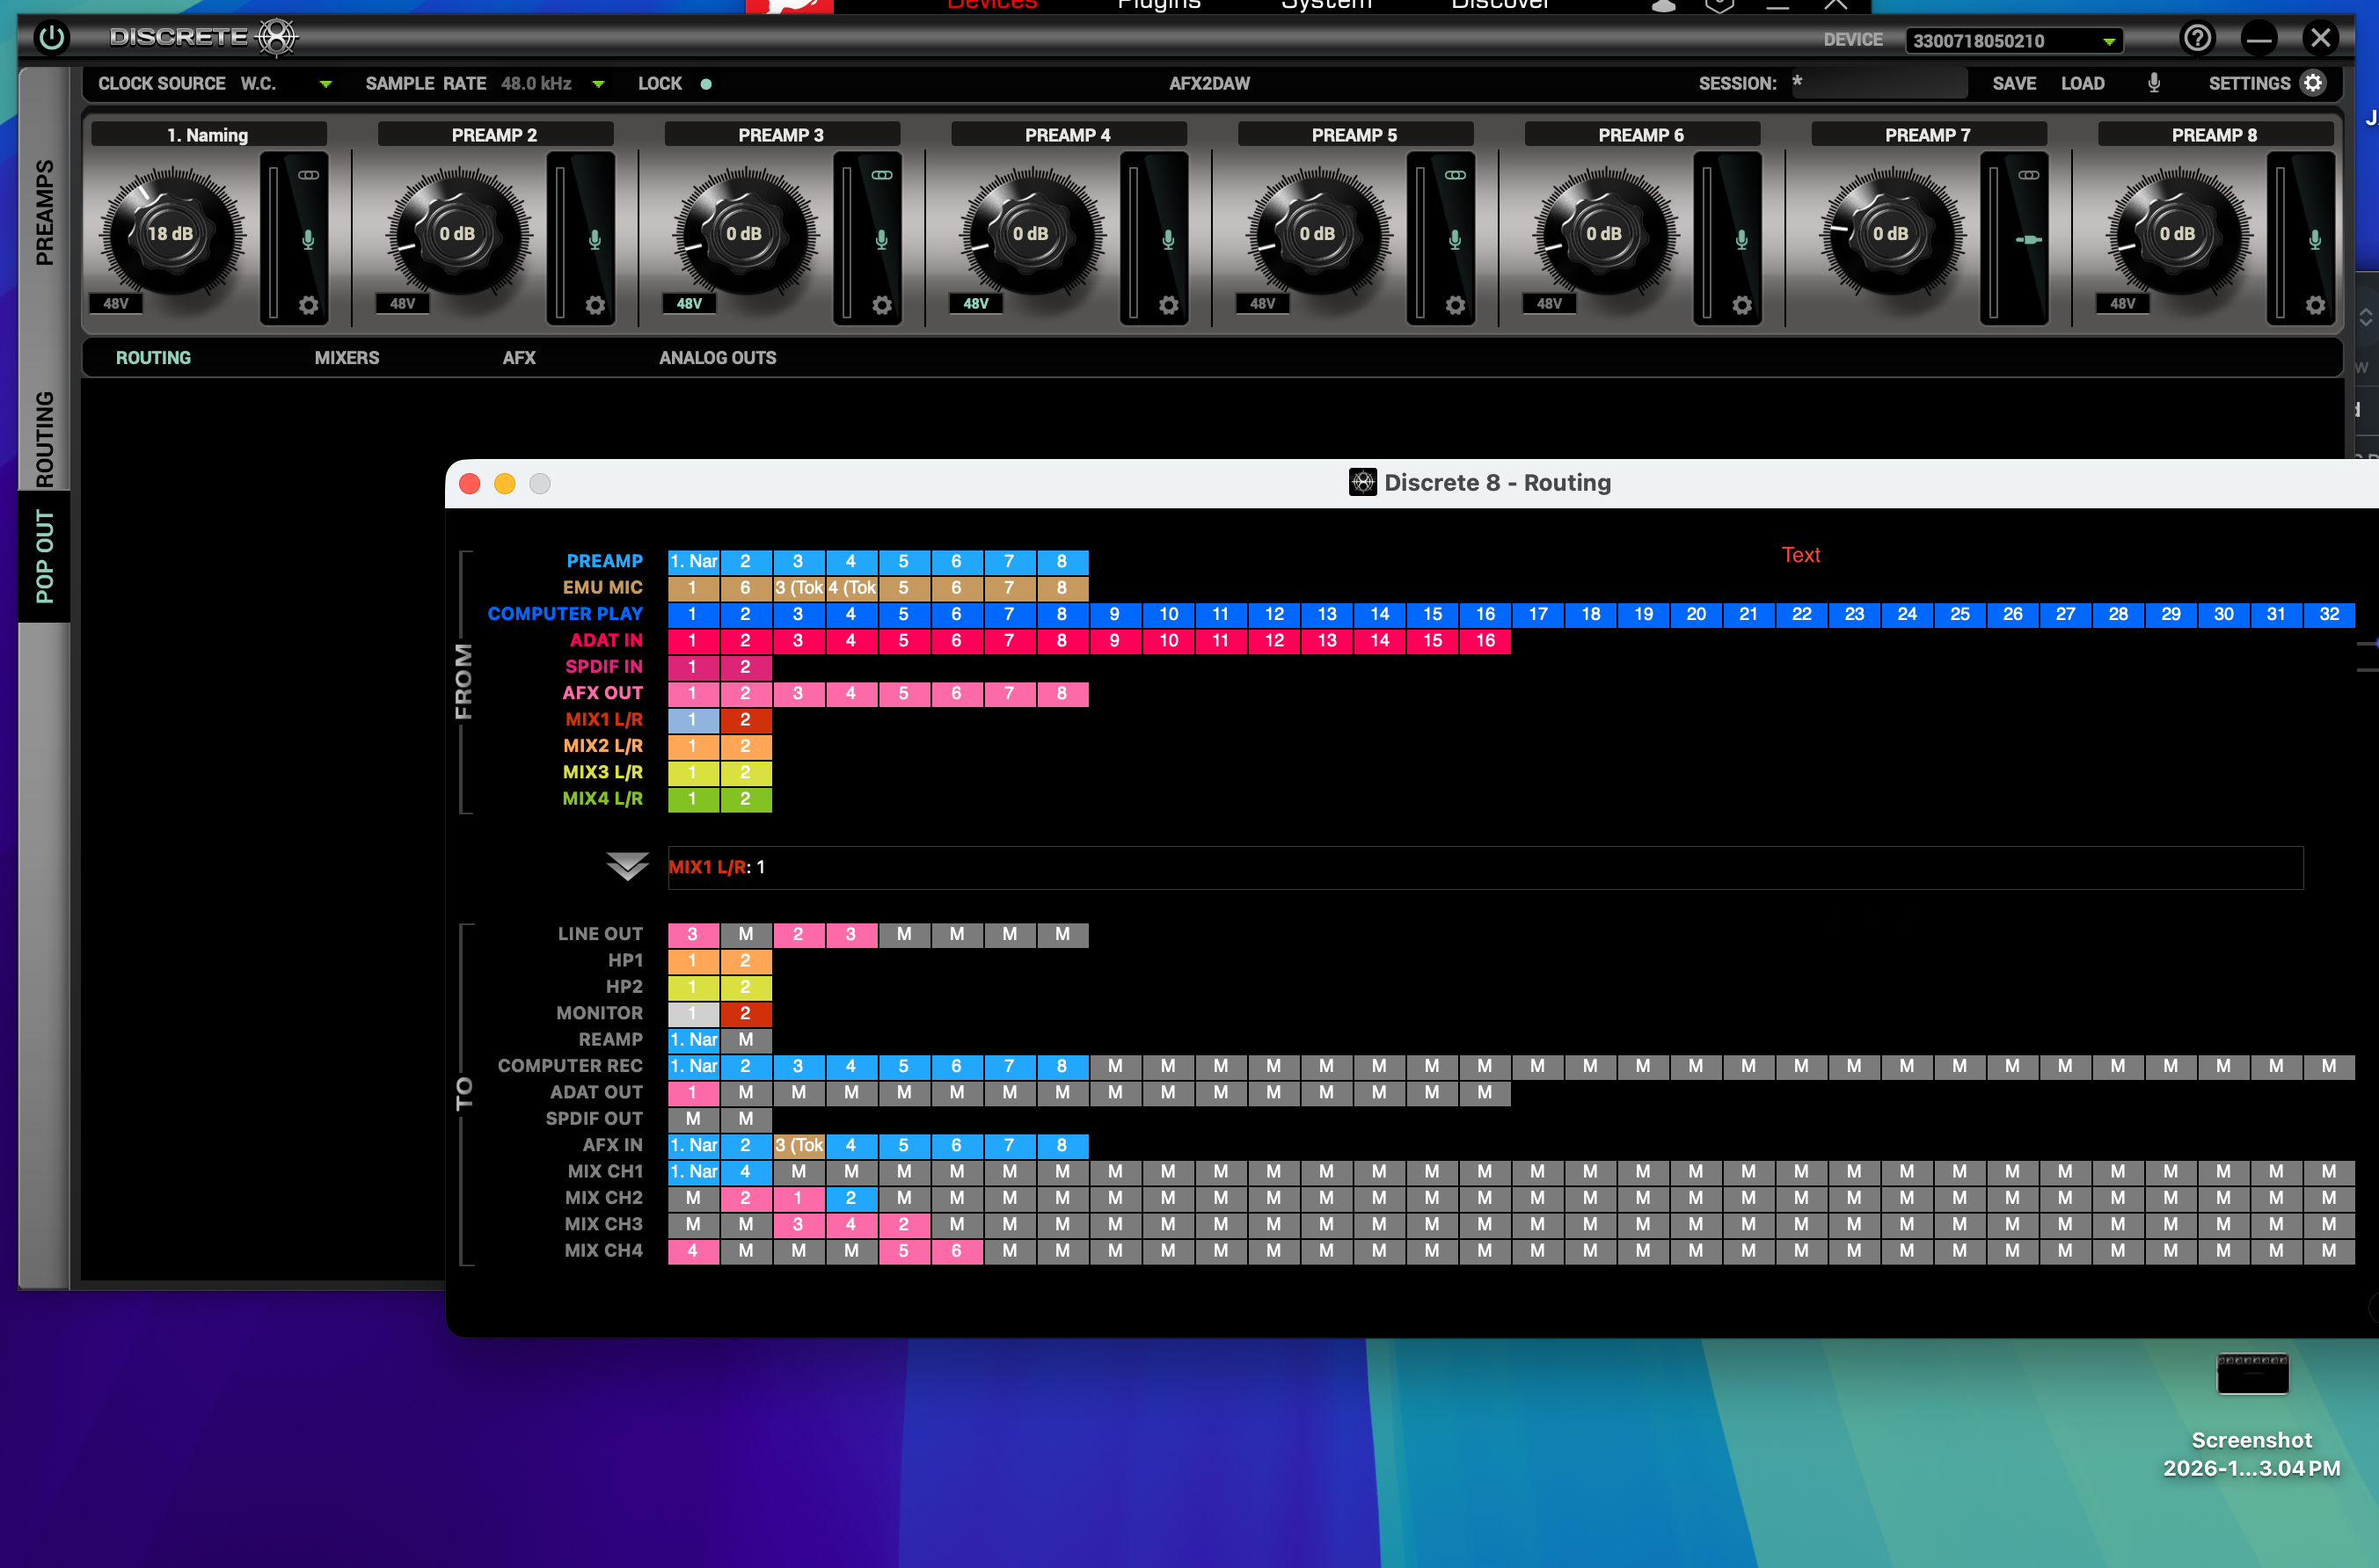 Devices Plugins System Discover
DISCRETE 8 DEVICE 3300718050210 ?
CLOCK SOURCE W.C. SAMPLE RATE 48.0 kHz LOCK AFX2DAW SESSION: * SAVE LOAD SETTINGS
1. Naming PREAMP 2 PREAMP 3 PREAMP 4 PREAMP 5 PREAMP 6 PREAMP 7 PREAMP 8
18 dB 0 dB 0 dB 0 dB 0 dB 0 dB 0 dB 0 dB
48V 48V 48V 48V 48V 48V 48V
PREAMPS
ROUTING
POP OUT
ROUTING MIXERS AFX ANALOG OUTS
Discrete 8 - Routing
Text
FROM
PREAMP 1. Nar 2 3 4 5 6 7 8
EMU MIC 1 6 3 (Tok 4 (Tok 5 6 7 8
COMPUTER PLAY 1 2 3 4 5 6 7 8 9 10 11 12 13 14 15 16 17 18 19 20 21 22 23 24 25 26 27 28 29 30 31 32
ADAT IN 1 2 3 4 5 6 7 8 9 10 11 12 13 14 15 16
SPDIF IN 1 2
AFX OUT 1 2 3 4 5 6 7 8
MIX1 L/R 1 2
MIX2 L/R 1 2
MIX3 L/R 1 2
MIX4 L/R 1 2
MIX1 L/R: 1
TO
LINE OUT 3 M 2 3 M M M M
HP1 1 2
HP2 1 2
MONITOR 1 2
REAMP 1. Nar M
COMPUTER REC 1. Nar 2 3 4 5 6 7 8 M M M M M M M M M M M M M M M M M M M M M M M M
ADAT OUT 1 M M M M M M M M M M M M M M M
SPDIF OUT M M
AFX IN 1. Nar 2 3 (Tok 4 5 6 7 8
MIX CH1 1. Nar 4 M M M M M M M M M M M M M M M M M M M M M M M M M M M M M M
MIX CH2 M 2 1 2 M M M M M M M M M M M M M M M M M M M M M M M M M M M M
MIX CH3 M M 3 4 2 M M M M M M M M M M M M M M M M M M M M M M M M M M M
MIX CH4 4 M M M 5 6 M M M M M M M M M M M M M M M M M M M M M M M M M M
Screenshot
2026-1...3.04 PM